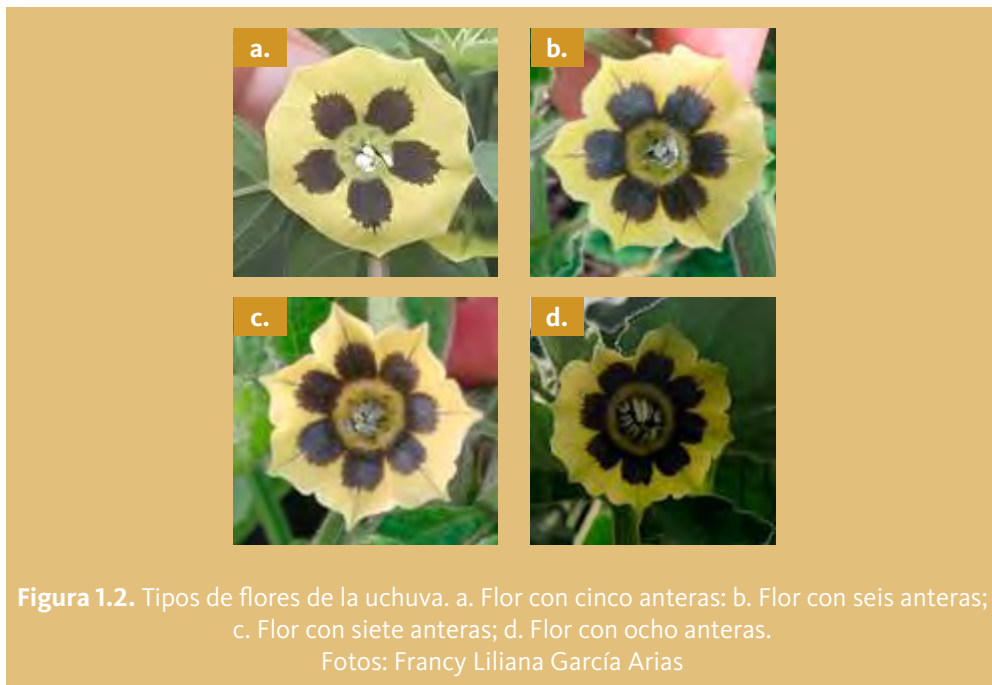 a.
b.
c.
d.
Figura 1.2. Tipos de flores de la uchuva. a. Flor con cinco anteras: b. Flor con seis anteras;
c. Flor con siete anteras; d. Flor con ocho anteras.
Fotos: Francy Liliana García Arias